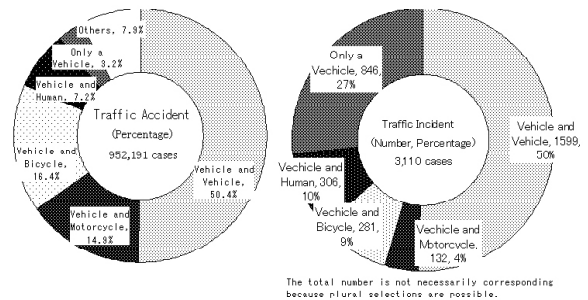 Others, 7.9%
Only a
Vehicle, 3.2%
Vehicle and
Human, 7.2%
Vehicle and
Bicycle,
16.4%
Vehicle and
Motorcycle,
14.9%
Vehicle and
Vehicle,
50.4%
Traffic Accident
(Percentage)
952,191 cases
Only a
Vechicle, 846,
27%
Vechicle and
Human, 306,
10%
Vechicle and
Bicycle, 281,
9%
Vechicle and
Motorcycle,
132, 4%
Vehicle and
Vehicle, 1599,
50%
Traffic Incident
(Number, Percentage)
3,110 cases
The total number is not necessarily corresponding
because plural selections are possible.